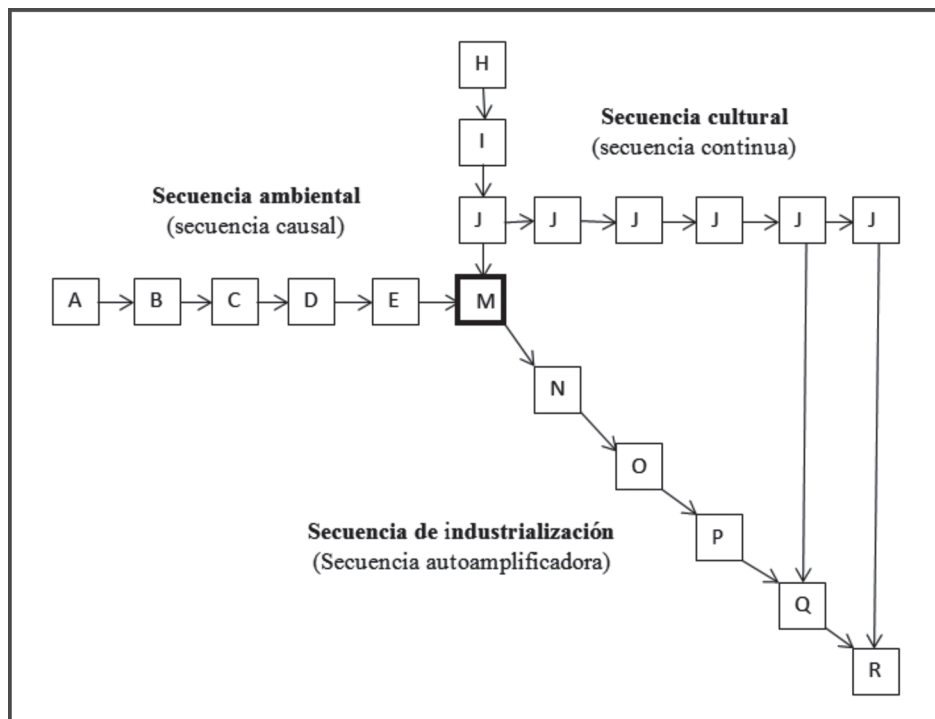 H
Secuencia cultural
(secuencia continua)
I
Secuencia ambiental
(secuencia causal)
J J J J J J
A B C D E M
N
O
Secuencia de industrialización
(Secuencia autoamplificadora)
P
Q
R